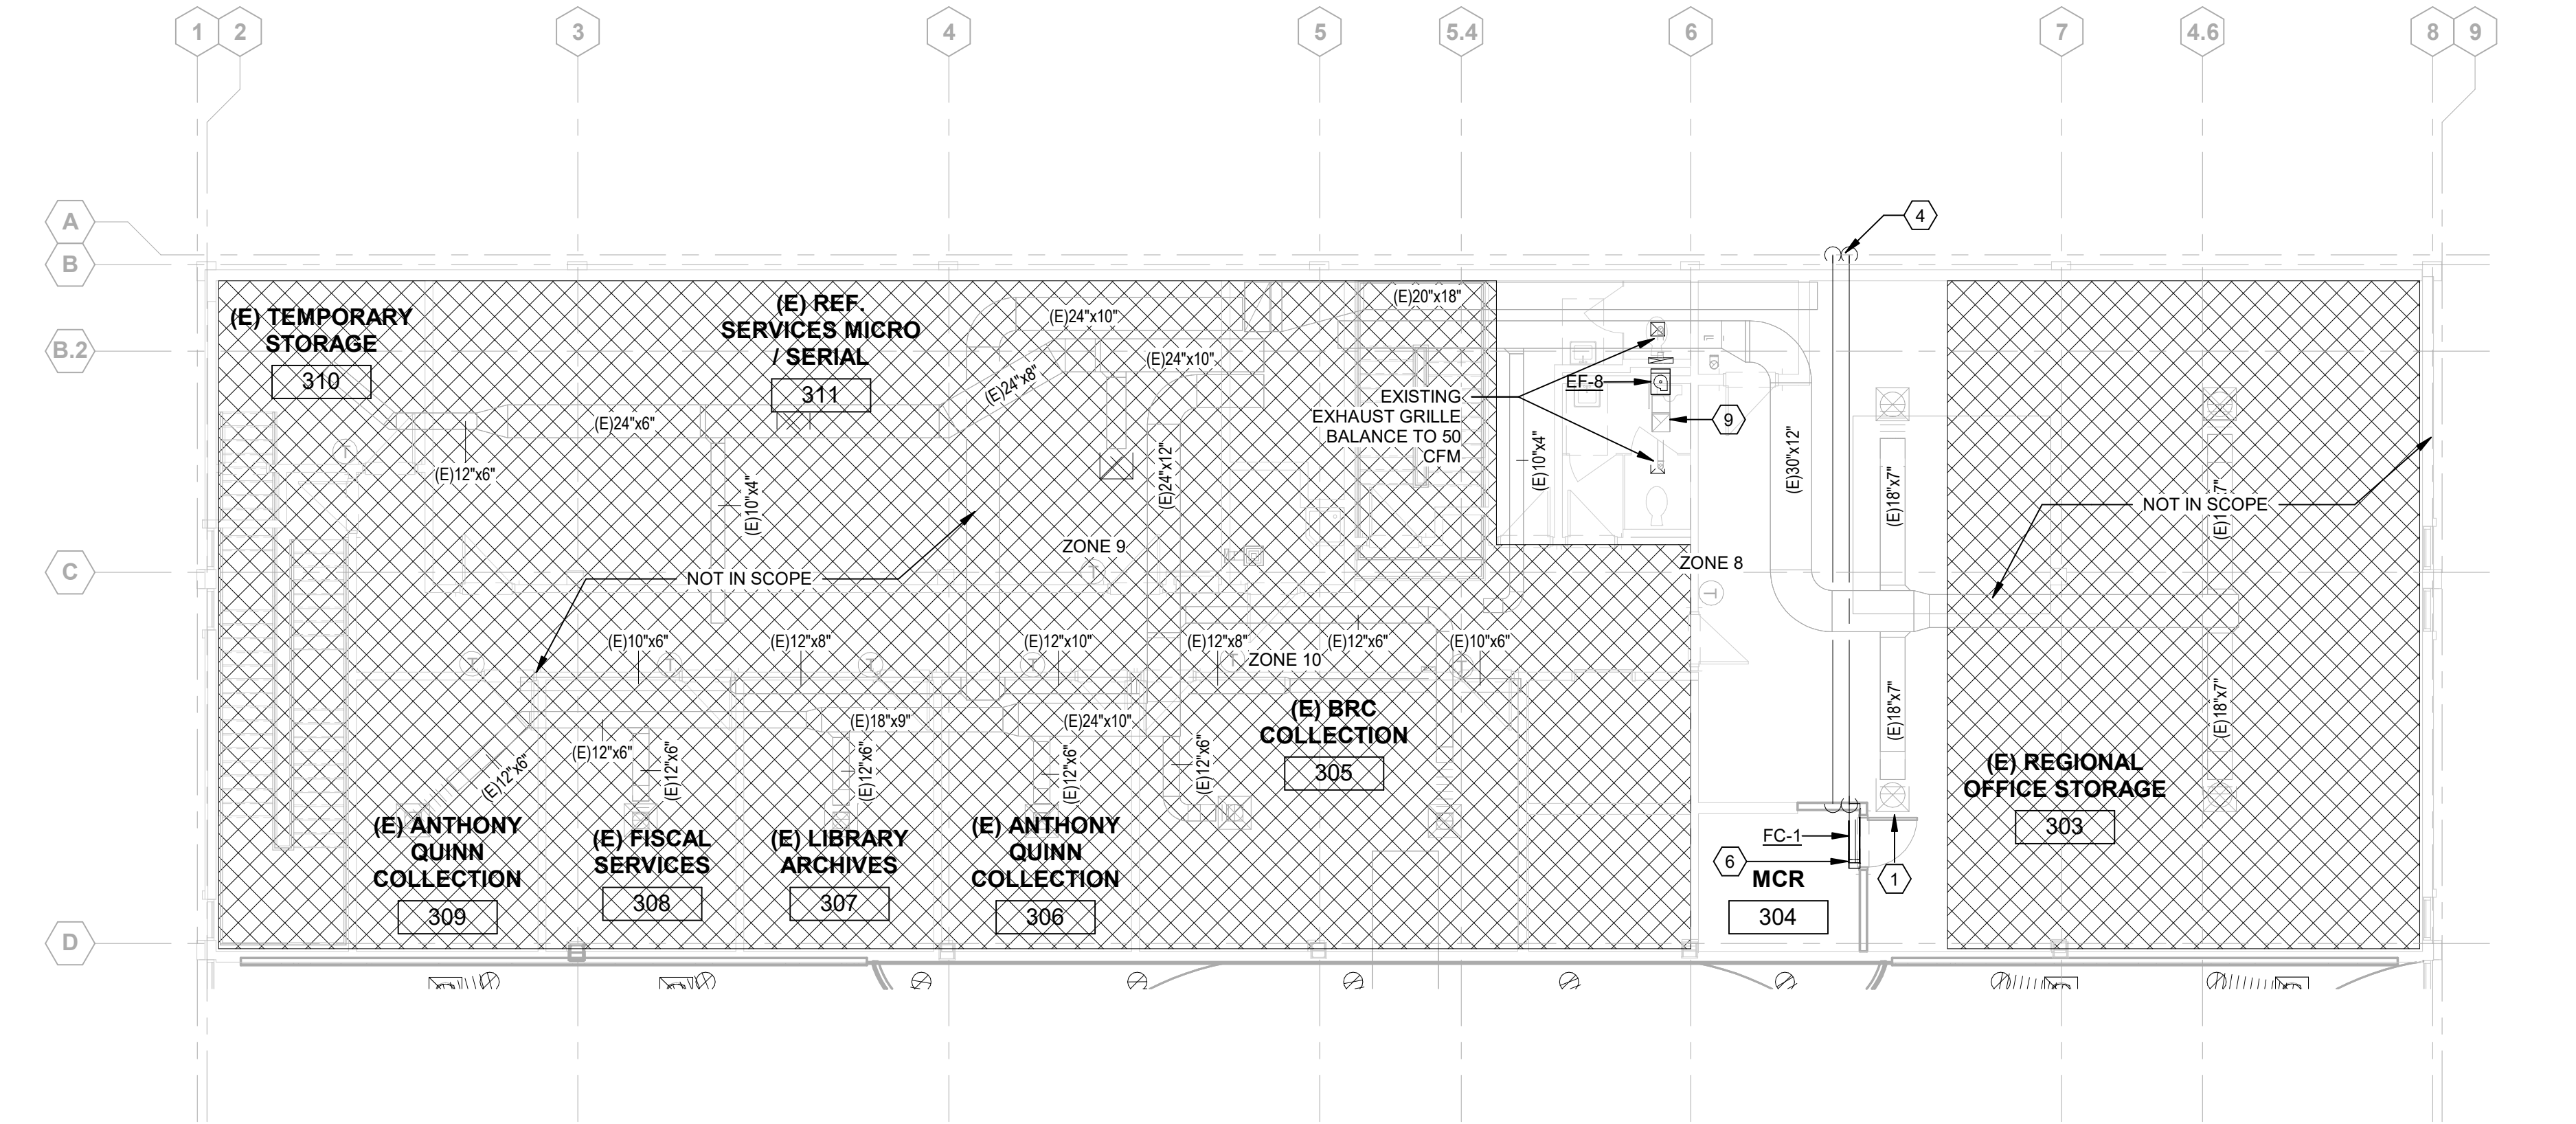 1
2
3
4
5
5.4
6
7
4.6
8
9
A
B
B.2
C
D
4
(E) TEMPORARY
STORAGE
310
(E) REF.
SERVICES MICRO
/ SERIAL
311
(E)24"x10"
(E)20"x18"
(E)24"x10"
(E)24"x8"
(E)24"x6"
(E)12"x6"
(E)10"x4"
(E)24"x12"
EXISTING
EXHAUST GRILLE
BALANCE TO 50
CFM
EF-8
9
(E)10"x4"
(E)30"x12"
(E)18"x7"
NOT IN SCOPE
ZONE 9
ZONE 8
NOT IN SCOPE
T
T
T
T
T
T
T
T
(E)10"x6"
(E)12"x8"
(E)12"x10"
(E)12"x8"
(E)12"x6"
(E)10"x6"
ZONE 10
(E)18"x9"
(E)24"x10"
(E)12"x6"
(E)12"x6"
(E)12"x6"
(E)12"x6"
(E)12"x6"
(E)12"x6"
(E) BRC
COLLECTION
305
(E)18"x7"
(E)18"x7"
(E) REGIONAL
OFFICE STORAGE
303
(E) ANTHONY
QUINN
COLLECTION
309
(E) FISCAL
SERVICES
308
(E) LIBRARY
ARCHIVES
307
(E) ANTHONY
QUINN
COLLECTION
306
FC-1
6
MCR
304
1